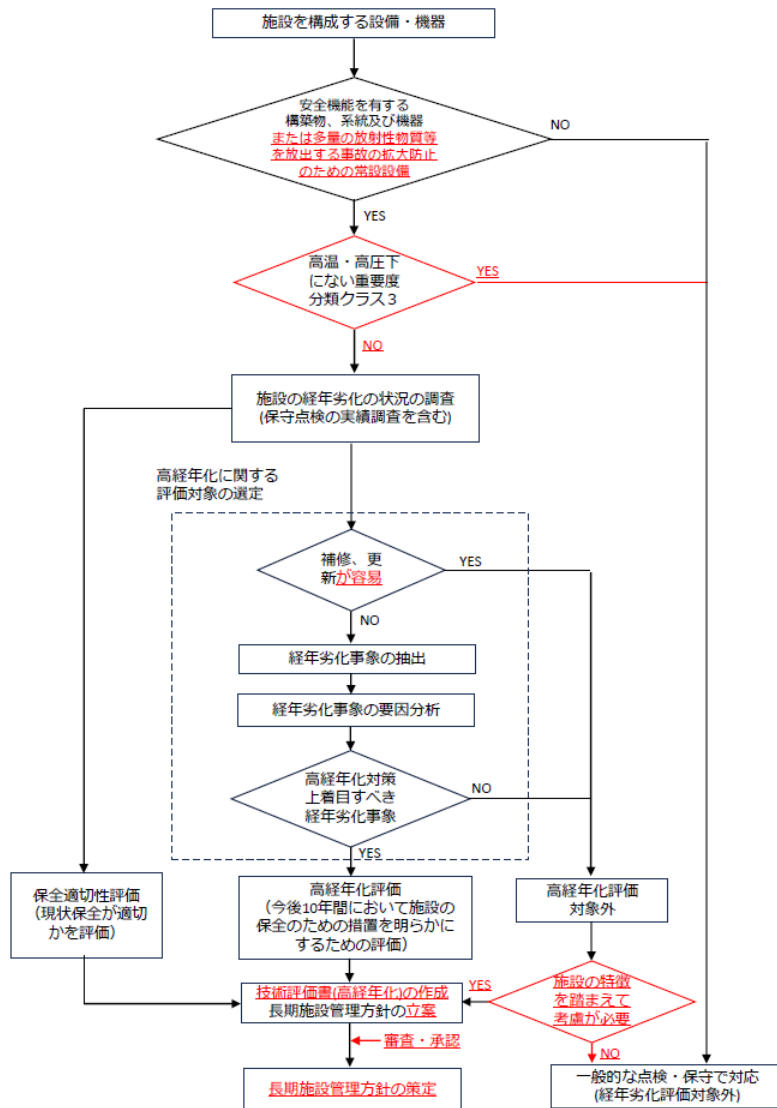 施設を構成する設備・機器
安全機能を有する
構築物、系統及び機器
または多量の放射性物質等
を放出する事故の拡大防止
のための常設設備
NO
YES
高温・高圧下
にない重要度
分類クラス３
YES
NO
施設の経年劣化の状況の調査
(保守点検の実績調査を含む)
高経年化に関する
評価対象の選定
補修、更
新が容易
YES
NO
経年劣化事象の抽出
経年劣化事象の要因分析
高経年化対策
上着目すべき
経年劣化事象
NO
YES
保全適切性評価
（現状保全が適切
かを評価）
高経年化評価
（今後10年間において施設の
保全のための措置を明らかに
するための評価）
高経年化評価
対象外
技術評価書(高経年化)の作成
長期施設管理方針の立案
YES
施設の特徴
を踏まえて
考慮が必要
NO
審査・承認
長期施設管理方針の策定
一般的な点検・保守で対応
(経年劣化評価対象外)